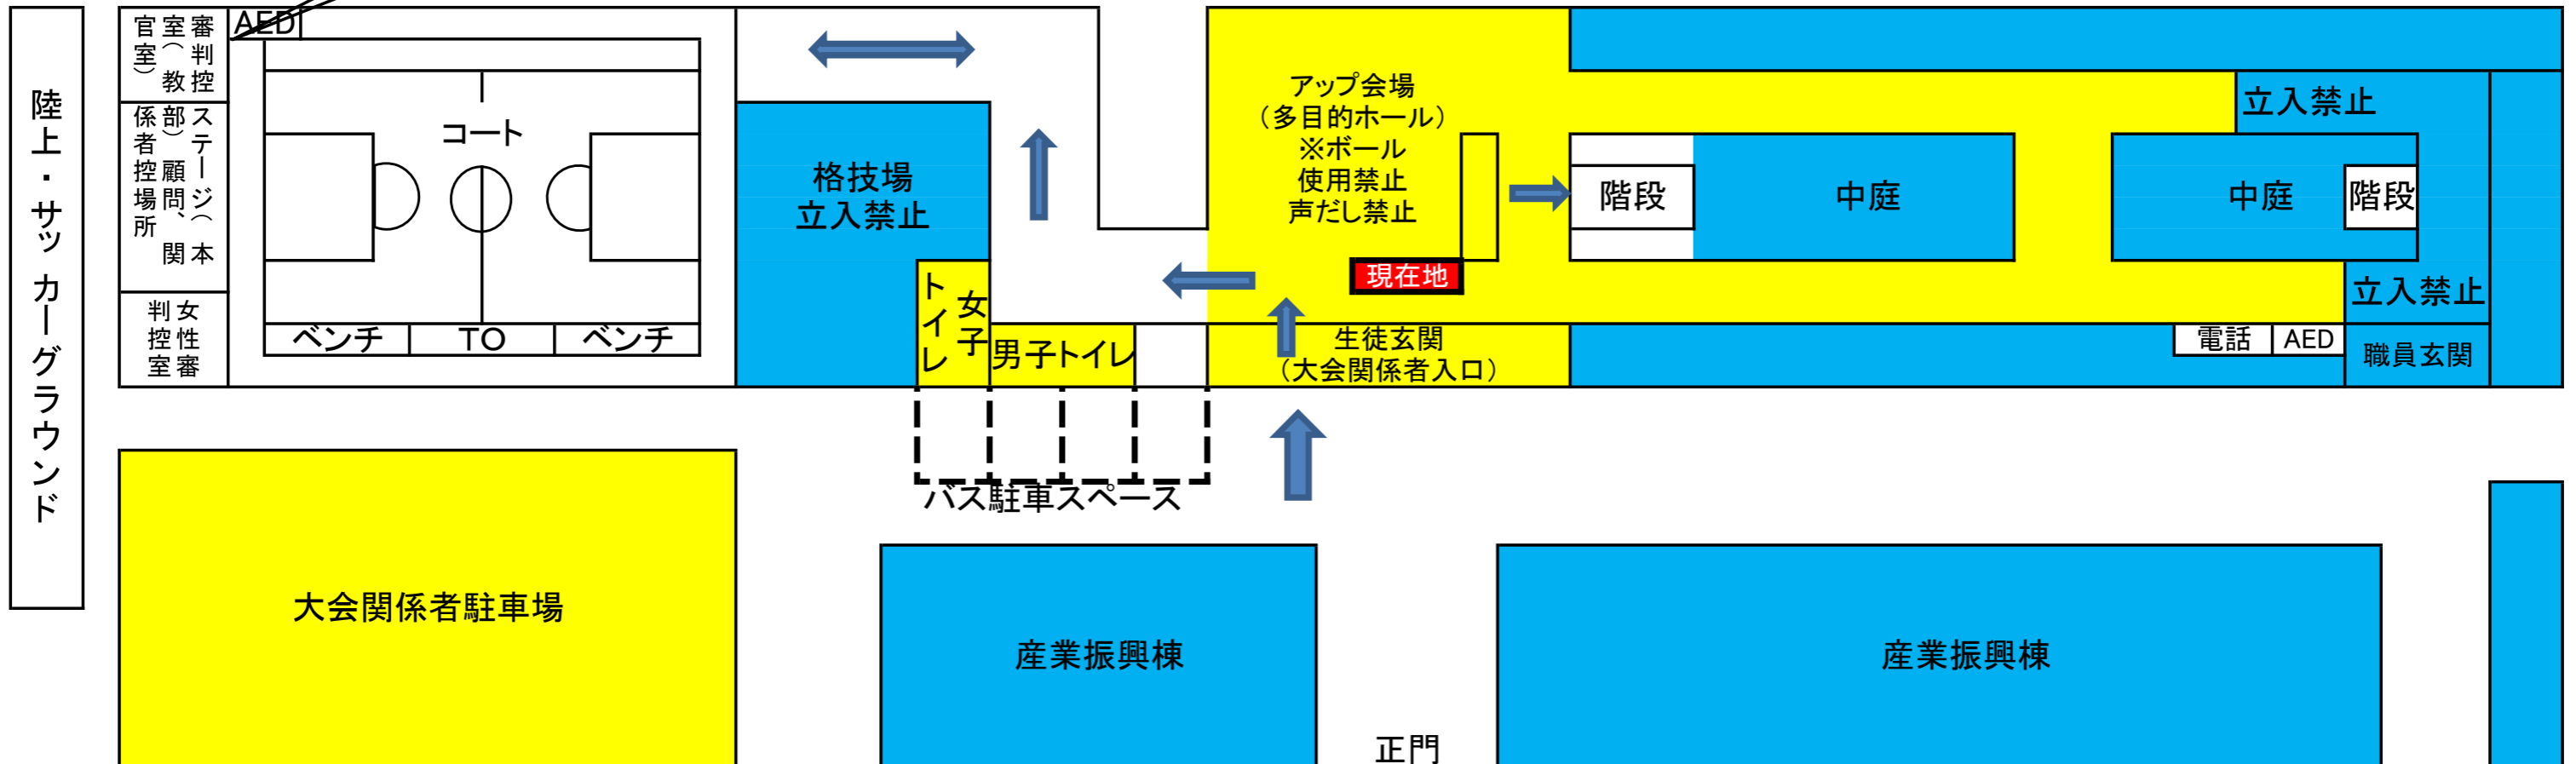 陸上・サッカーグラウンド
審判控
室（教
官室）
ステージ（本
部）顧問、関
係者控場所
女性審
判控室
AED
コート
ベンチ
TO
ベンチ
格技場
立入禁止
女子
トイレ
男子トイレ
アップ会場
（多目的ホール）
※ボール
使用禁止
声だし禁止
現在地
生徒玄関
（大会関係者入口）
階段
中庭
中庭
階段
立入禁止
立入禁止
電話
AED
職員玄関
バス駐車スペース
大会関係者駐車場
産業振興棟
産業振興棟
正門